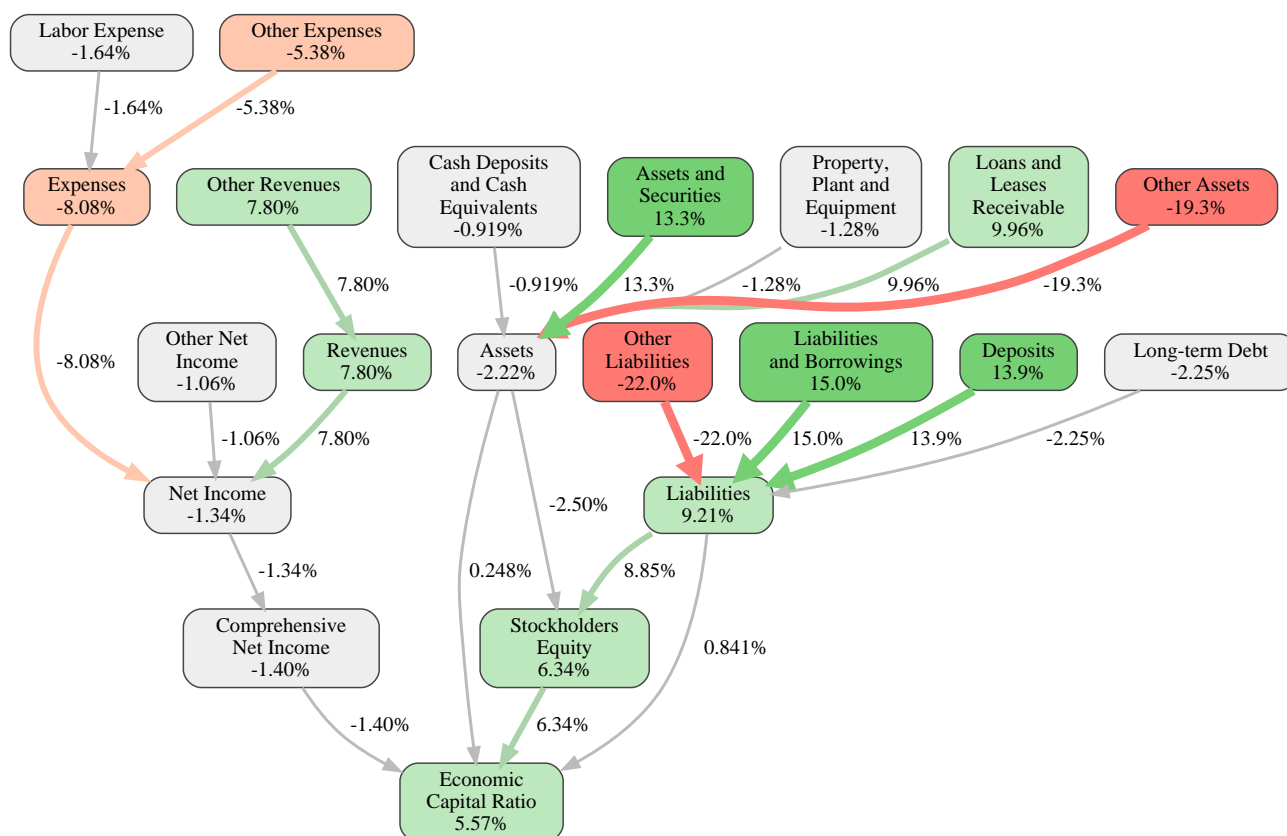 Labor Expense
-1.64%
Other Expenses
-5.38%
-1.64%
-5.38%
Expenses
-8.08%
Other Revenues
7.80%
Cash Deposits
and Cash
Equivalents
-0.919%
Assets and
Securities
13.3%
Property,
Plant and
Equipment
-1.28%
Loans and
Leases
Receivable
9.96%
Other Assets
-19.3%
7.80%
-0.919%
13.3%
-1.28%
9.96%
-19.3%
-8.08%
Other Net
Income
-1.06%
Revenues
7.80%
Assets
-2.22%
Other
Liabilities
-22.0%
Liabilities
and Borrowings
15.0%
Deposits
13.9%
Long-term Debt
-2.25%
-1.06%
7.80%
-22.0%
15.0%
13.9%
-2.25%
Net Income
-1.34%
-2.50%
Liabilities
9.21%
-1.34%
0.248%
8.85%
Comprehensive
Net Income
-1.40%
Stockholders
Equity
6.34%
0.841%
-1.40%
6.34%
Economic
Capital Ratio
5.57%